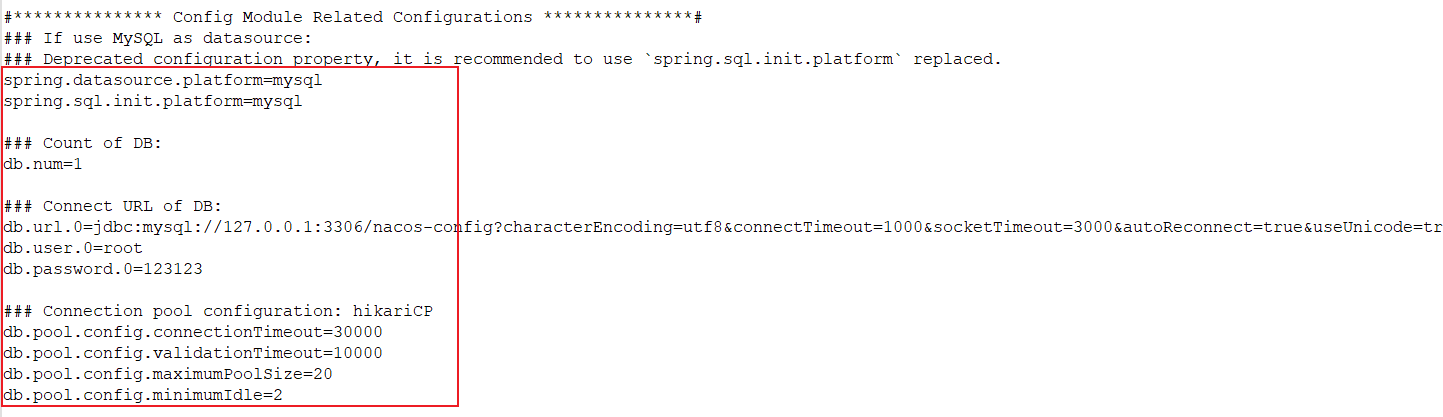 #*************** Config Module Related Configurations ***************#
### If use MySQL as datasource:
### Deprecated configuration property, it is recommended to use `spring.sql.init.platform` replaced.
spring.datasource.platform=mysql
spring.sql.init.platform=mysql
### Count of DB:
db.num=1
### Connect URL of DB:
db.url.0=jdbc:mysql://127.0.0.1:3306/nacos-config?characterEncoding=utf8&connectTimeout=1000&socketTimeout=3000&autoReconnect=true&useUnicode=tr
db.user.0=root
db.password.0=123123
### Connection pool configuration: hikariCP
db.pool.config.connectionTimeout=30000
db.pool.config.validationTimeout=10000
db.pool.config.maximumPoolSize=20
db.pool.config.minimumIdle=2